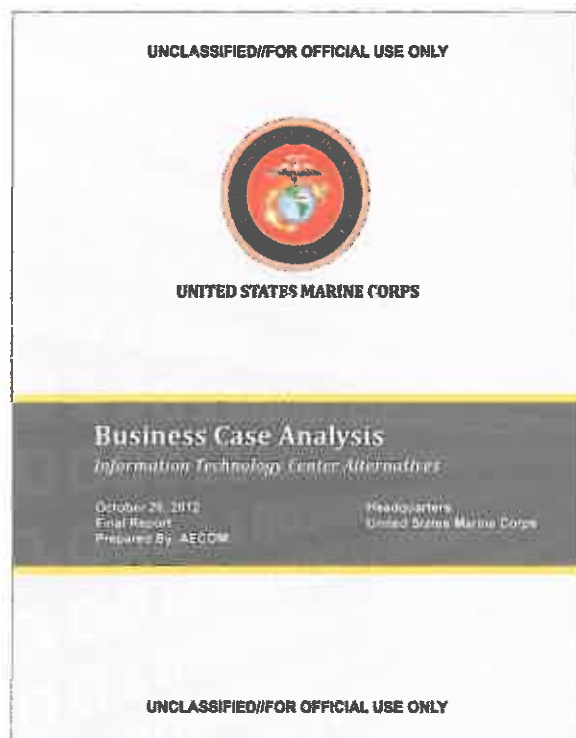 UNCLASSIFIED//FOR OFFICIAL USE ONLY
UNITED STATES MARINE CORPS
Business Case Analysis
Information Technology Center Alternatives
October 26, 2012
Final Report
Prepared By: AECOM
Headquarters
United States Marine Corps
UNCLASSIFIED//FOR OFFICIAL USE ONLY